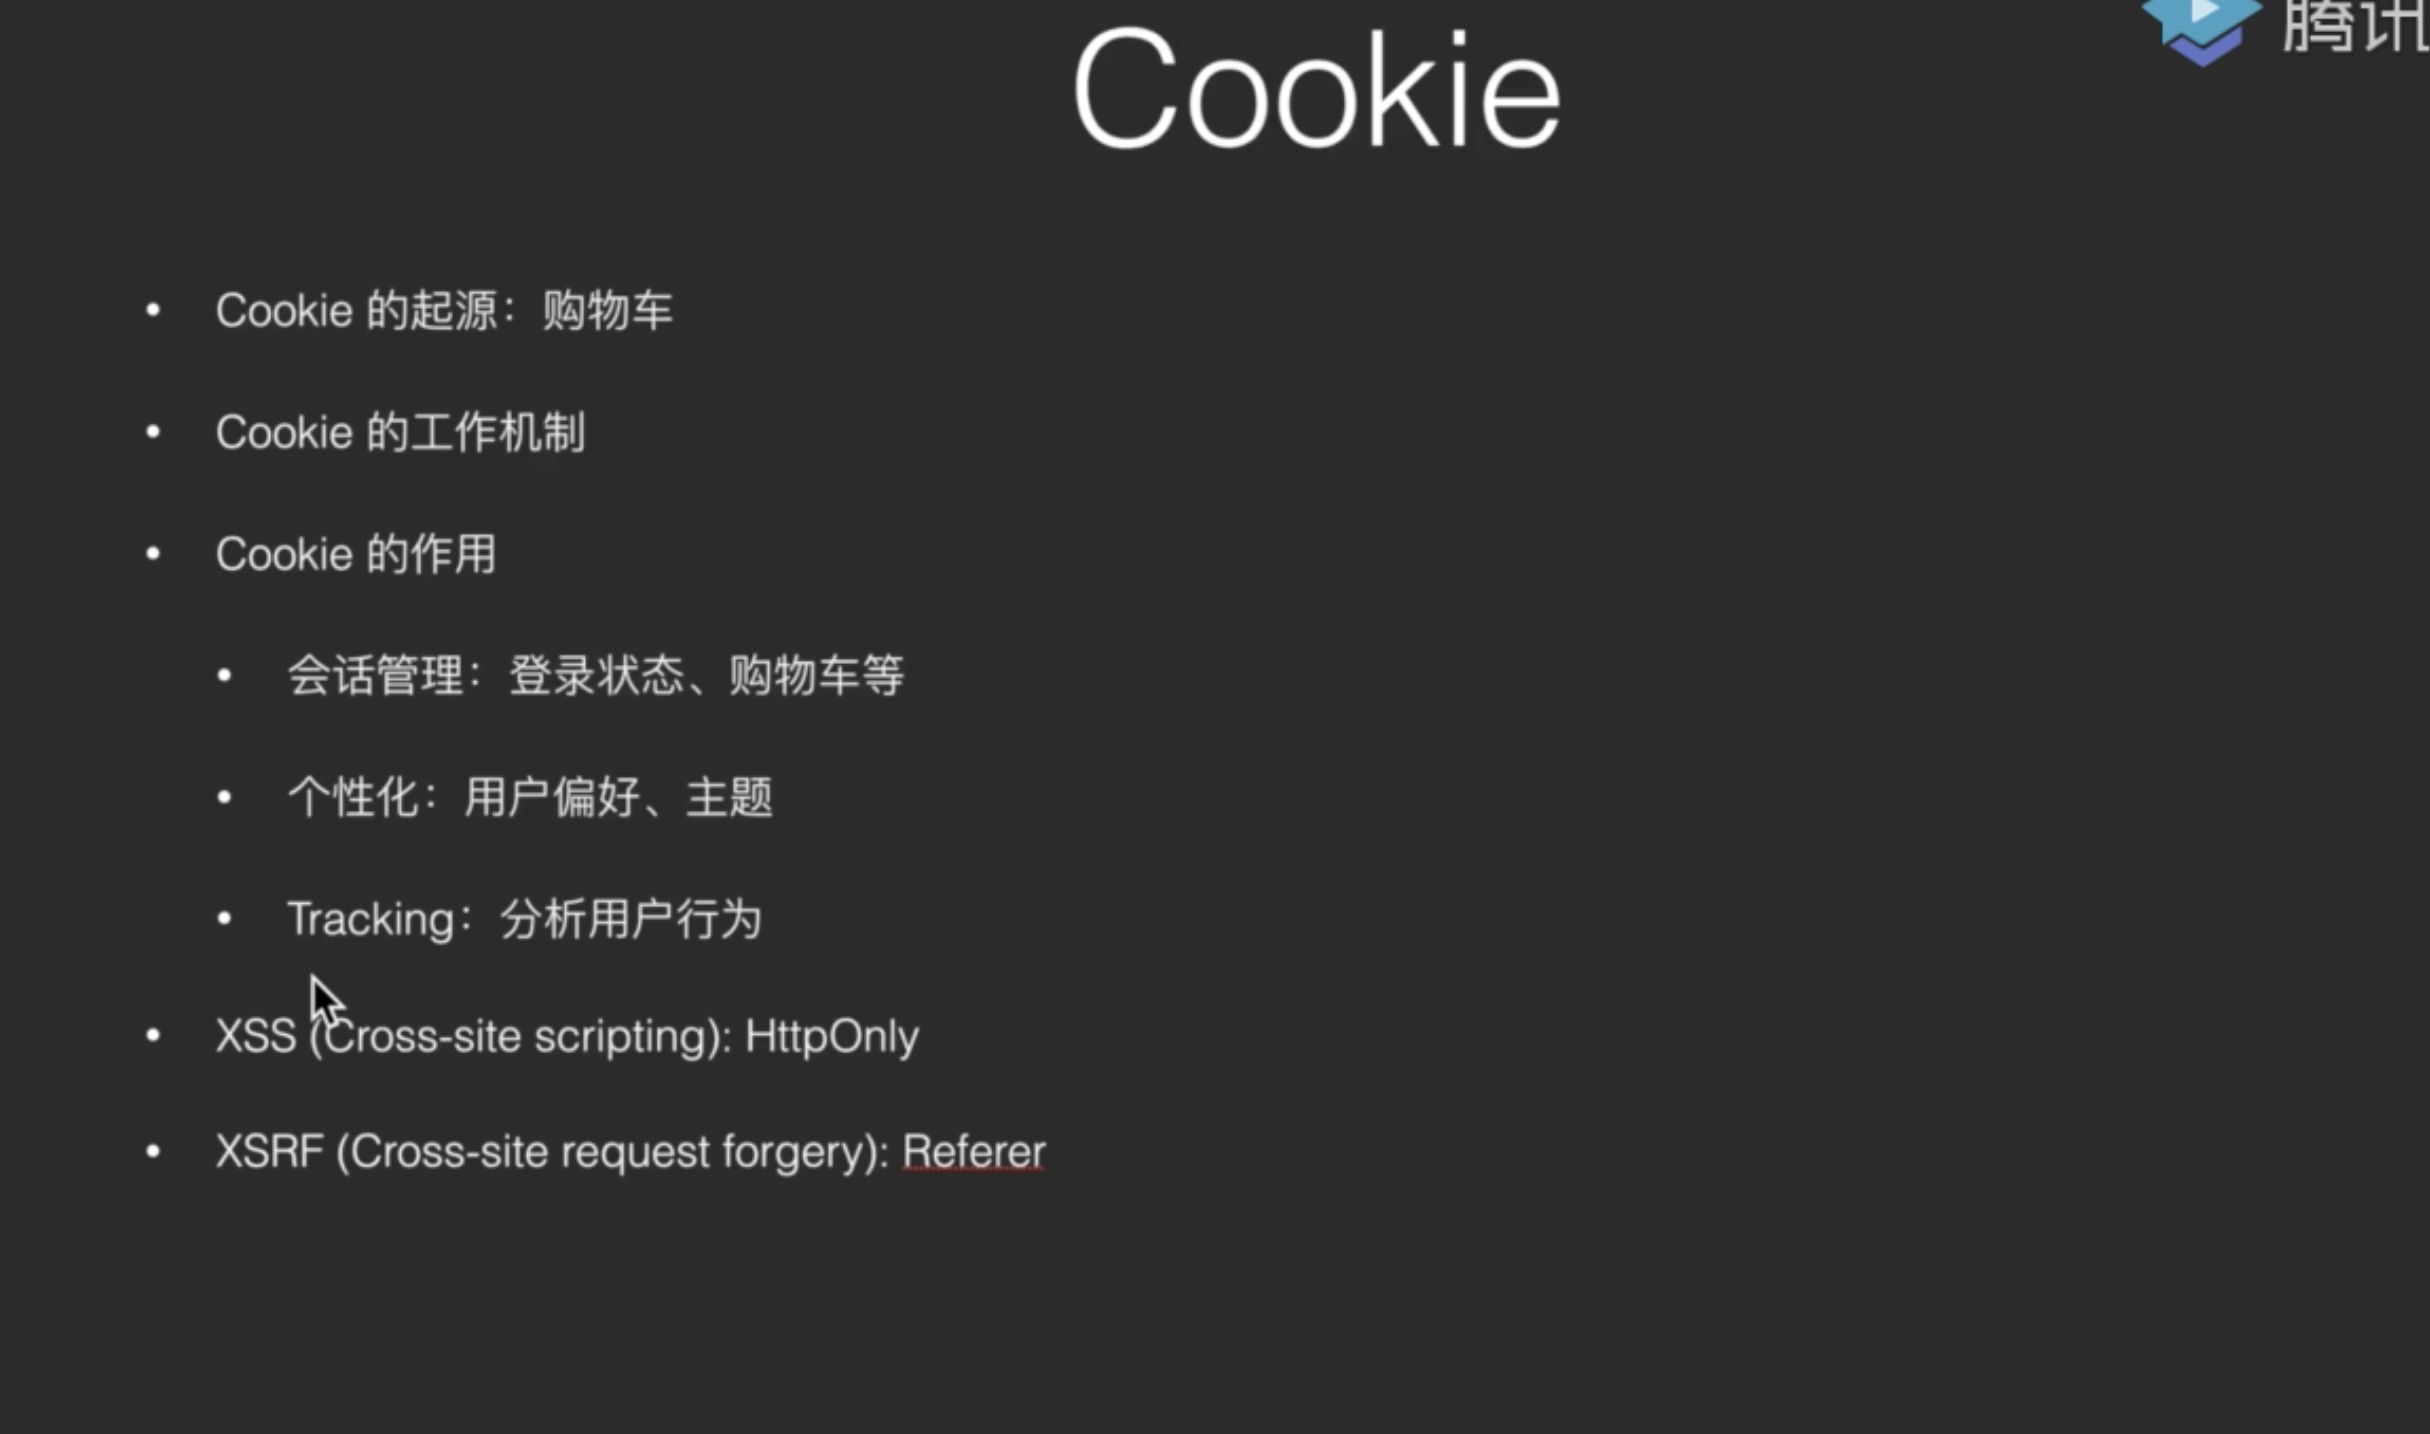 腾讯
Cookie
• Cookie 的起源：购物车
• Cookie 的工作机制
• Cookie 的作用
• 会话管理：登录状态、购物车等
• 个性化：用户偏好、主题
• Tracking：分析用户行为
• XSS (Cross-site scripting): HttpOnly
• XSRF (Cross-site request forgery): Referer